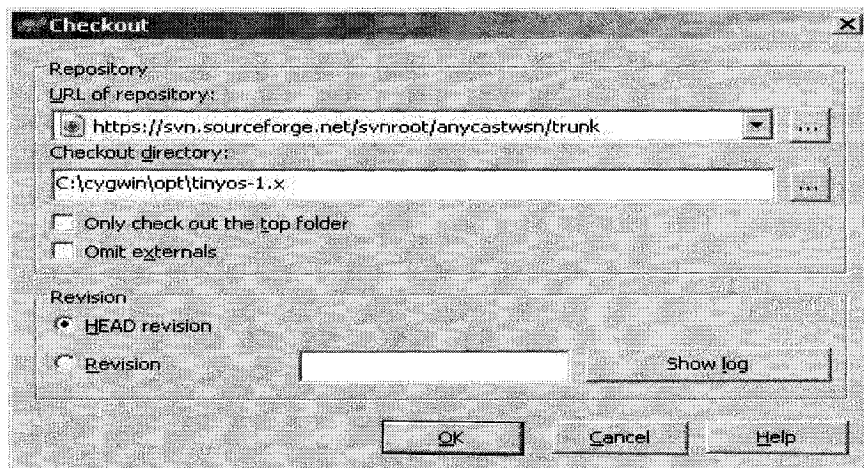 Checkout
Repository
URL of repository:
https://svn.sourceforge.net/svnroot/anycastwsn/trunk
...
Checkout directory:
C:\cygwin\opt\tinyos-1.x
...
Only check out the top folder
Omit externals
Revision
HEAD revision
Revision
Show log
OK
Cancel
Help